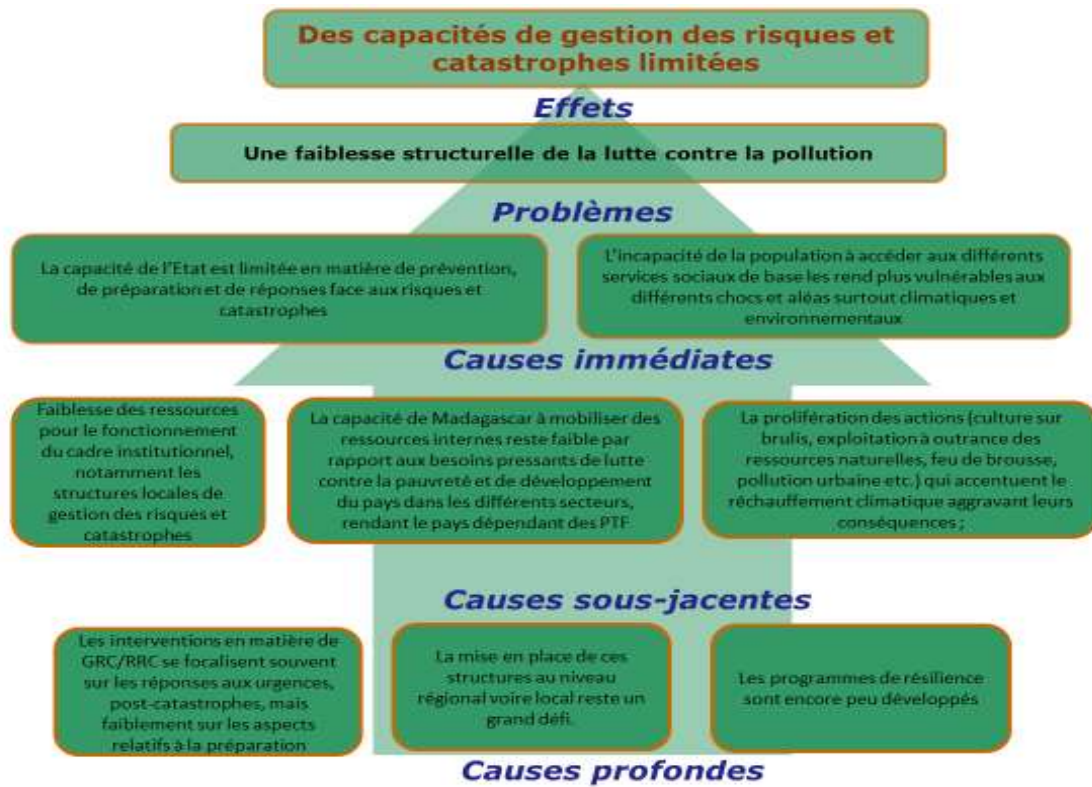 Des capacités de gestion des risques et
catastrophes limitées
Effets
Une faiblesse structurelle de la lutte contre la pollution
Problèmes
La capacité de l'Etat est limitée en matière de prévention,
de préparation et de réponses face aux risques et
catastrophes
L'incapacité de la population à accéder aux différents
services sociaux de base les rend plus vulnérables aux
différents chocs et aléas surtout climatiques et
environnementaux
Causes immédiates
Faiblesse des ressources
pour le fonctionnement
du cadre institutionnel,
notamment les
structures locales de
gestion des risques et
catastrophes
La capacité de Madagascar à mobiliser des
ressources internes reste faible par
rapport aux besoins pressants de lutte
contre la pauvreté et de développement
du pays dans les différents secteurs,
rendant le pays dépendant des PTF
La prolifération des actions (culture sur
brulis, exploitation à outrance des
ressources naturelles, feu de brousse,
pollution urbaine etc.) qui accentuent le
réchauffement climatique aggravant leurs
conséquences ;
Causes sous-jacentes
Les interventions en matière de
GRC/RRC se focalisent souvent
sur les réponses aux urgences,
post-catastrophes, mais
faiblement sur les aspects
relatifs à la préparation
La mise en place de ces
structures au niveau
régional voire local reste un
grand défi.
Les programmes de résilience
sont encore peu développés
Causes profondes